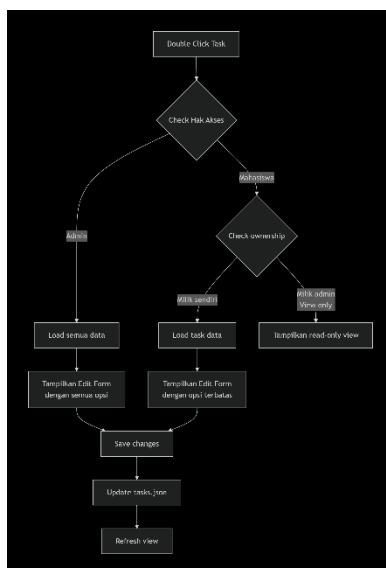 Double Click Task
Check Hak Akses
Mahasiswa
Admin
Check ownership
Milik sendiri
Milik admin
View only
Load semua data
Load task data
Tampilkan read-only view
Tampilkan Edit Form
dengan semua opsi
Tampilkan Edit Form
dengan opsi terbatas
Save changes
Update tasks.json
Refresh view